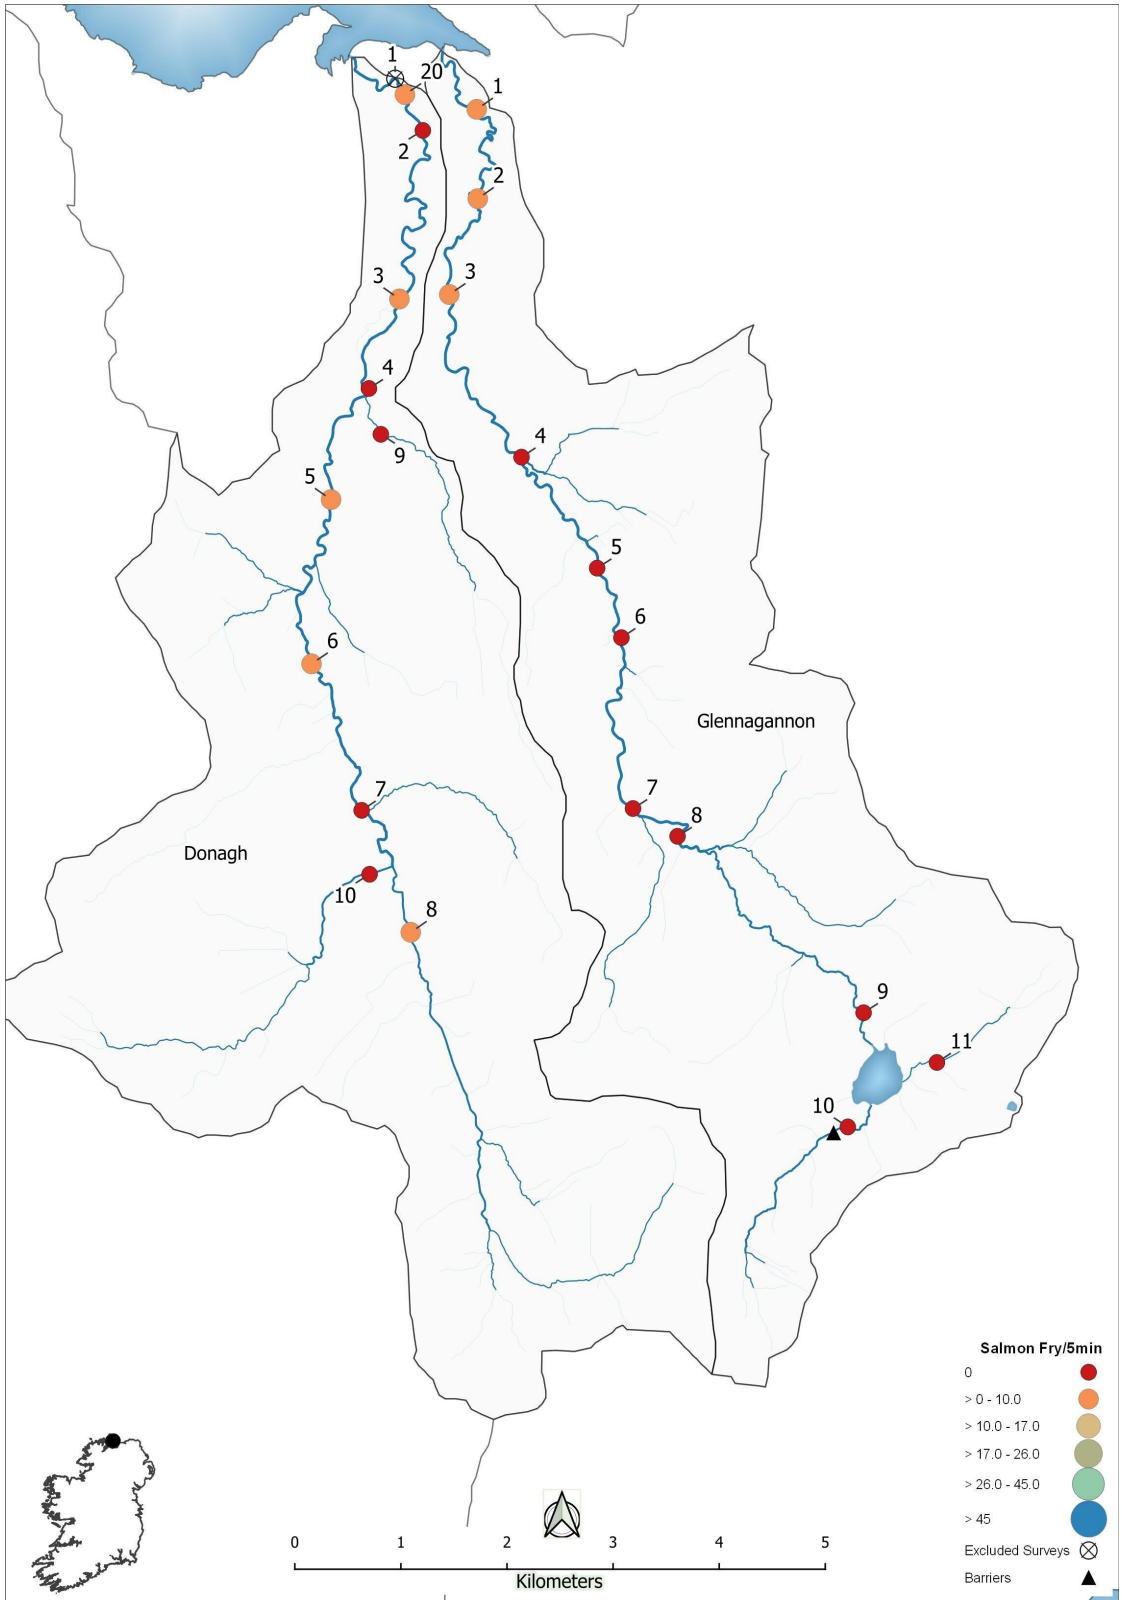 1
20
1
2
2
3
3
4
9
4
5
5
6
6
Glennagannon
7
7
8
Donagh
10
8
9
11
10
Salmon Fry/5min
0
> 0 - 10.0
> 10.0 - 17.0
> 17.0 - 26.0
> 26.0 - 45.0
> 45
Excluded Surveys
Barriers
0 1 2 3 4 5
Kilometers